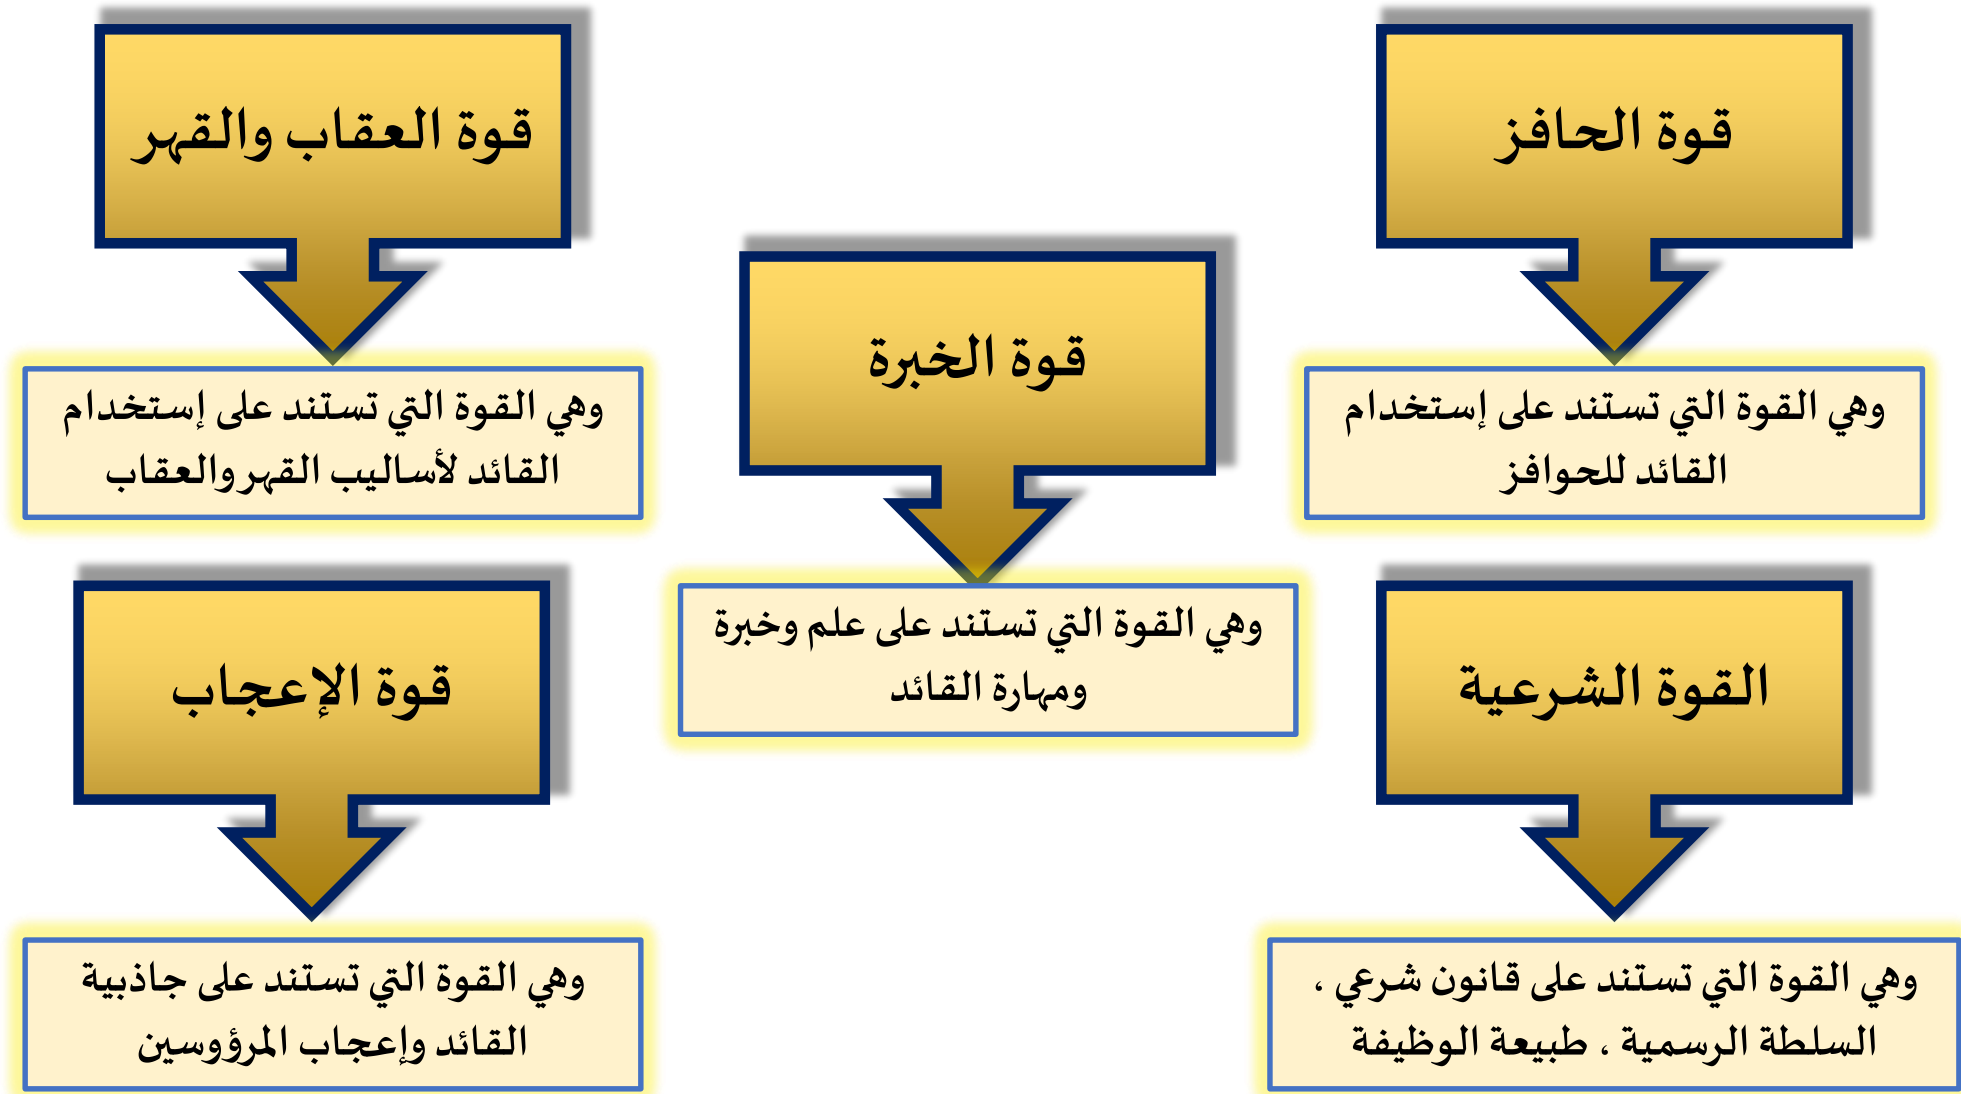 قوة الحافز
وهي القوة التي تستند على إستخدام
القائد للحوافز
قوة العقاب والقهر
وهي القوة التي تستند على إستخدام
القائد لأساليب القهر والعقاب
قوة الخبرة
وهي القوة التي تستند على علم وخبرة
ومهارة القائد
القوة الشرعية
وهي القوة التي تستند على قانون شرعي ،
السلطة الرسمية ، طبيعة الوظيفة
قوة الإعجاب
وهي القوة التي تستند على جاذبية
القائد وإعجاب المرؤوسين